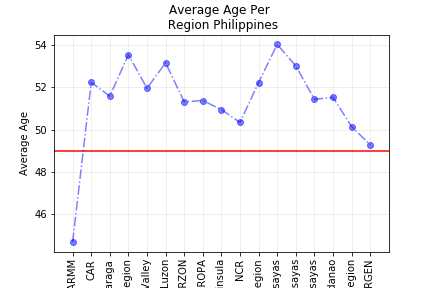 Average Age Per
Region Philippines
Average Age
54
52
50
48
46
ARMM
CAR
araga
egion
Valley
Luzon
RZON
ROPA
insula
NCR
egion
sayas
sayas
sayas
danao
egion
RGEN